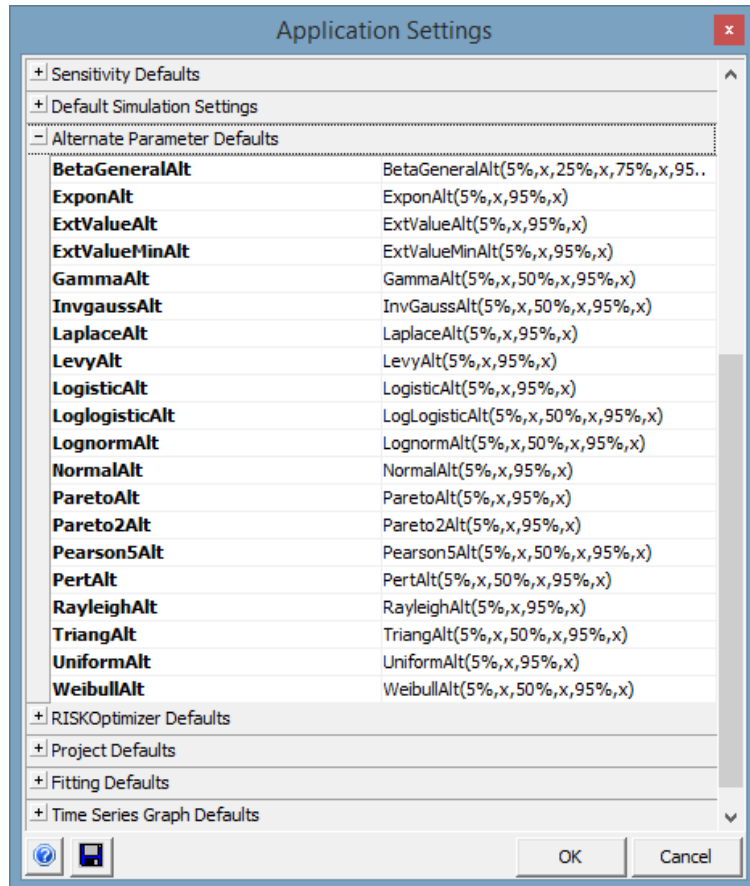 Application Settings
x
Sensitivity Defaults
Default Simulation Settings
Alternate Parameter Defaults
BetaGeneralAlt BetaGeneralAlt(5%,x,25%,x,75%,x,95..
ExponAlt ExponAlt(5%,x,95%,x)
ExtValueAlt ExtValueAlt(5%,x,95%,x)
ExtValueMinAlt ExtValueMinAlt(5%,x,95%,x)
GammaAlt GammaAlt(5%,x,50%,x,95%,x)
InvgaussAlt InvGaussAlt(5%,x,50%,x,95%,x)
LaplaceAlt LaplaceAlt(5%,x,95%,x)
LevyAlt LevyAlt(5%,x,95%,x)
LogisticAlt LogisticAlt(5%,x,95%,x)
LoglogisticAlt LogLogisticAlt(5%,x,50%,x,95%,x)
LognormAlt LognormAlt(5%,x,50%,x,95%,x)
NormalAlt NormalAlt(5%,x,95%,x)
ParetoAlt ParetoAlt(5%,x,95%,x)
Pareto2Alt Pareto2Alt(5%,x,95%,x)
Pearson5Alt Pearson5Alt(5%,x,50%,x,95%,x)
PertAlt PertAlt(5%,x,50%,x,95%,x)
RayleighAlt RayleighAlt(5%,x,95%,x)
TriangAlt TriangAlt(5%,x,50%,x,95%,x)
UniformAlt UniformAlt(5%,x,95%,x)
WeibullAlt WeibullAlt(5%,x,50%,x,95%,x)
RISKOptimizer Defaults
Project Defaults
Fitting Defaults
Time Series Graph Defaults
OK Cancel